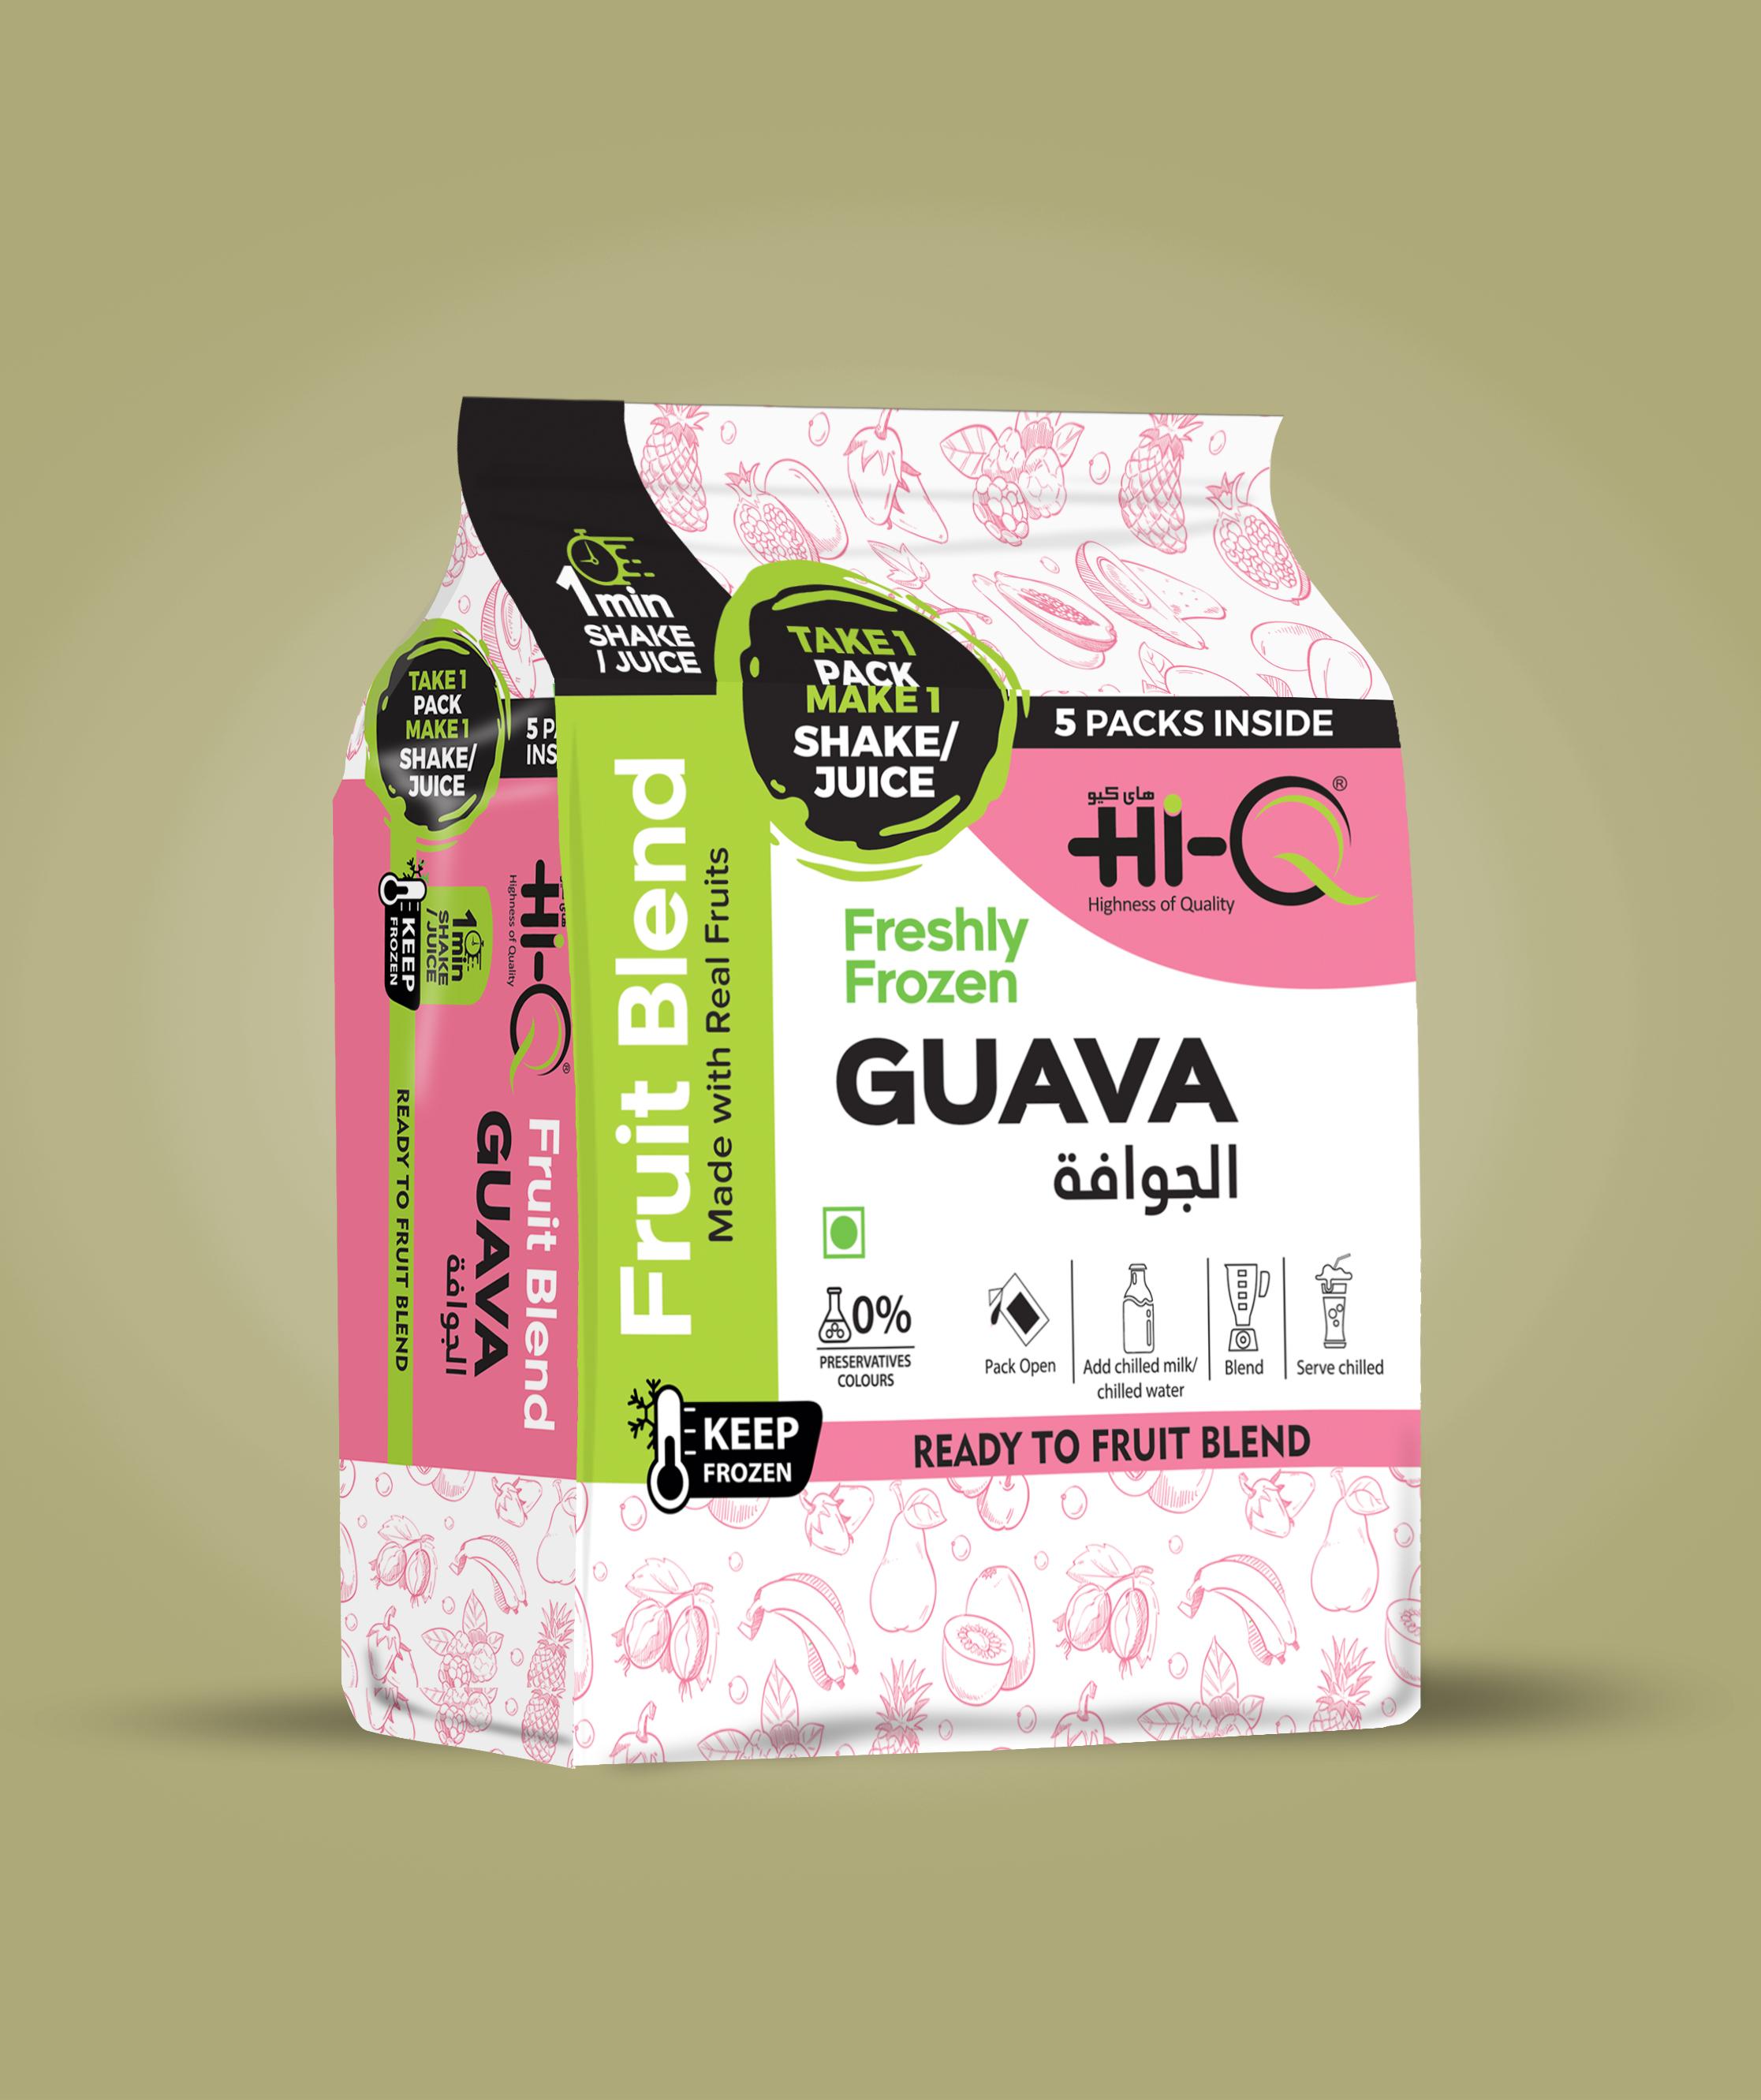 1min
SHAKE
/ JUICE
TAKE 1
PACK
MAKE 1
SHAKE/
JUICE
5 PACKS INSIDE
هاي كيو
Hi-Q®
Highness of Quality
Fruit Blend
Made with Real Fruits
Freshly
Frozen
GUAVA
الجوافة
0%
PRESERVATIVES
COLOURS
Pack Open
Add chilled milk/
chilled water
Blend
Serve chilled
KEEP
FROZEN
READY TO FRUIT BLEND
TAKE 1
PACK
MAKE 1
SHAKE/
JUICE
5 P
INS
Hi-Q®
Highness of Quality
1min
SHAKE
/JUICE
KEEP
FROZEN
Fruit Blend
GUAVA
الجوافة
READY TO FRUIT BLEND